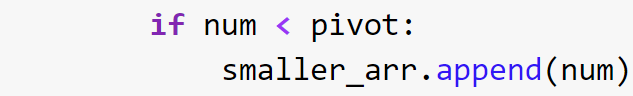 if num < pivot:
smaller_arr.append(num)